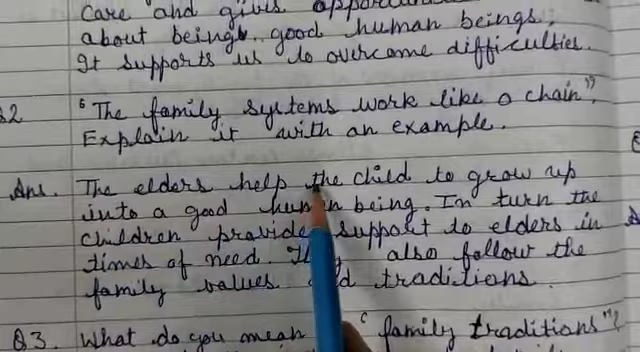 care and gives
about being good human beings.
It supports us to overcome difficulties.
"The family systems work like a chain".
Explain it with an example.
Ans. The elders help the child to grow up
into a good human being. In turn the
children provide support to elders in
times of need. They also follow the
family values and traditions.
Q3. What do you mean "family traditions"?